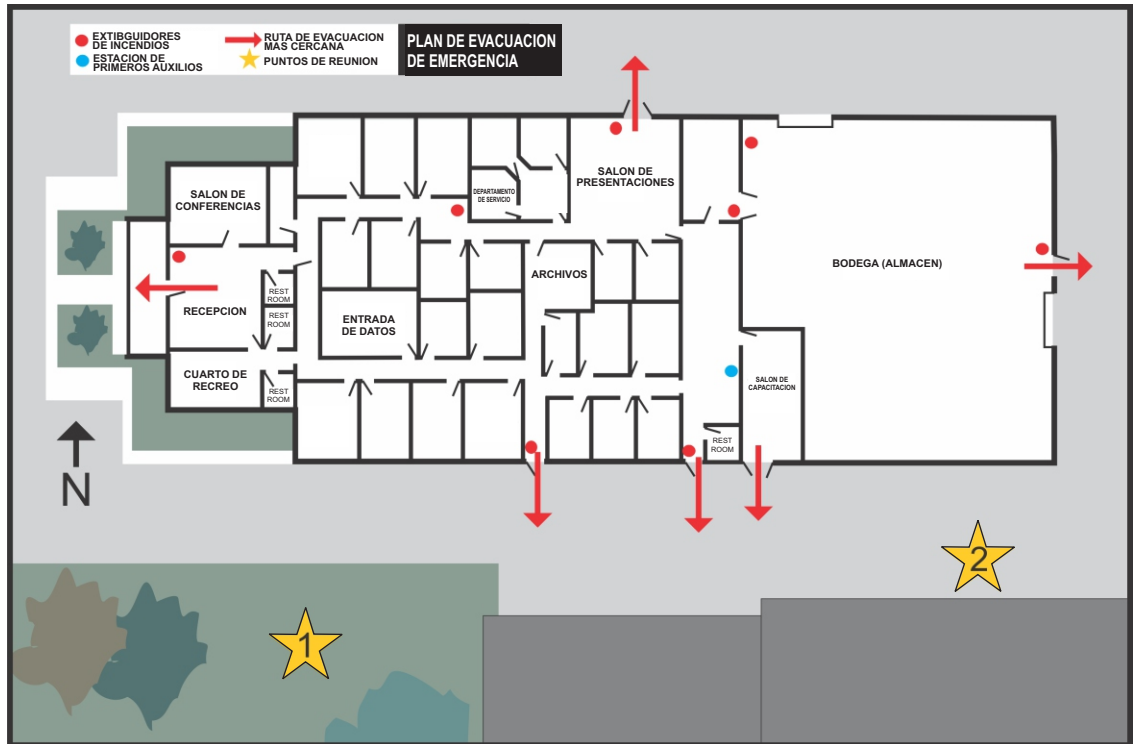 EXTIBGUIDORES
DE INCENDIOS
ESTACION DE
PRIMEROS AUXILIOS
RUTA DE EVACUACION
MAS CERCANA
PUNTOS DE REUNION
PLAN DE EVACUACION
DE EMERGENCIA
SALON DE
CONFERENCIAS
DEPARTAMENTO
DE SERVICIO
SALON DE
PRESENTACIONES
BODEGA (ALMACEN)
ARCHIVOS
RECEPCION
REST
ROOM
REST
ROOM
ENTRADA
DE DATOS
CUARTO DE
RECREO
REST
ROOM
SALON DE
CAPACITACION
REST
ROOM
N
1
2